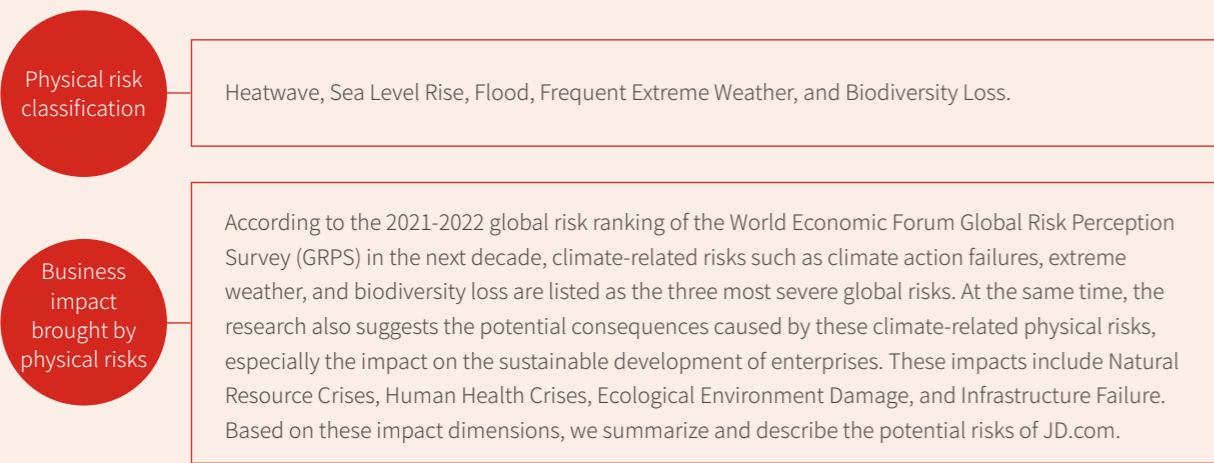 Physical risk
classification
Heatwave, Sea Level Rise, Flood, Frequent Extreme Weather, and Biodiversity Loss.
Business
impact
brought by
physical risks
According to the 2021-2022 global risk ranking of the World Economic Forum Global Risk Perception
Survey (GRPS) in the next decade, climate-related risks such as climate action failures, extreme
weather, and biodiversity loss are listed as the three most severe global risks. At the same time, the
research also suggests the potential consequences caused by these climate-related physical risks,
especially the impact on the sustainable development of enterprises. These impacts include Natural
Resource Crises, Human Health Crises, Ecological Environment Damage, and Infrastructure Failure.
Based on these impact dimensions, we summarize and describe the potential risks of JD.com.